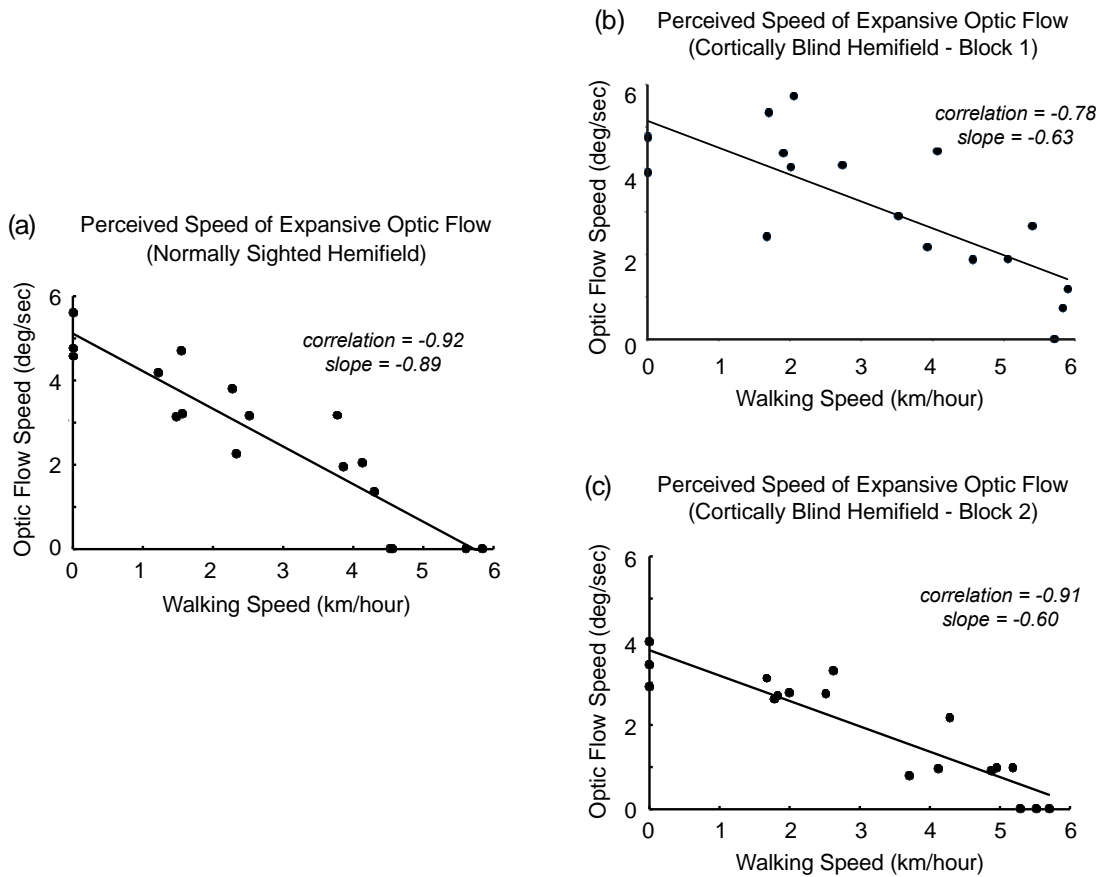 (a) Perceived Speed of Expansive Optic Flow
(Normally Sighted Hemifield)
correlation = -0.92
slope = -0.89
Optic Flow Speed (deg/sec)
6
4
2
0
0 1 2 3 4 5 6
Walking Speed (km/hour)
(b) Perceived Speed of Expansive Optic Flow
(Cortically Blind Hemifield - Block 1)
correlation = -0.78
slope = -0.63
Optic Flow Speed (deg/sec)
6
4
2
0
0 1 2 3 4 5 6
Walking Speed (km/hour)
(c) Perceived Speed of Expansive Optic Flow
(Cortically Blind Hemifield - Block 2)
correlation = -0.91
slope = -0.60
Optic Flow Speed (deg/sec)
6
4
2
0
0 1 2 3 4 5 6
Walking Speed (km/hour)